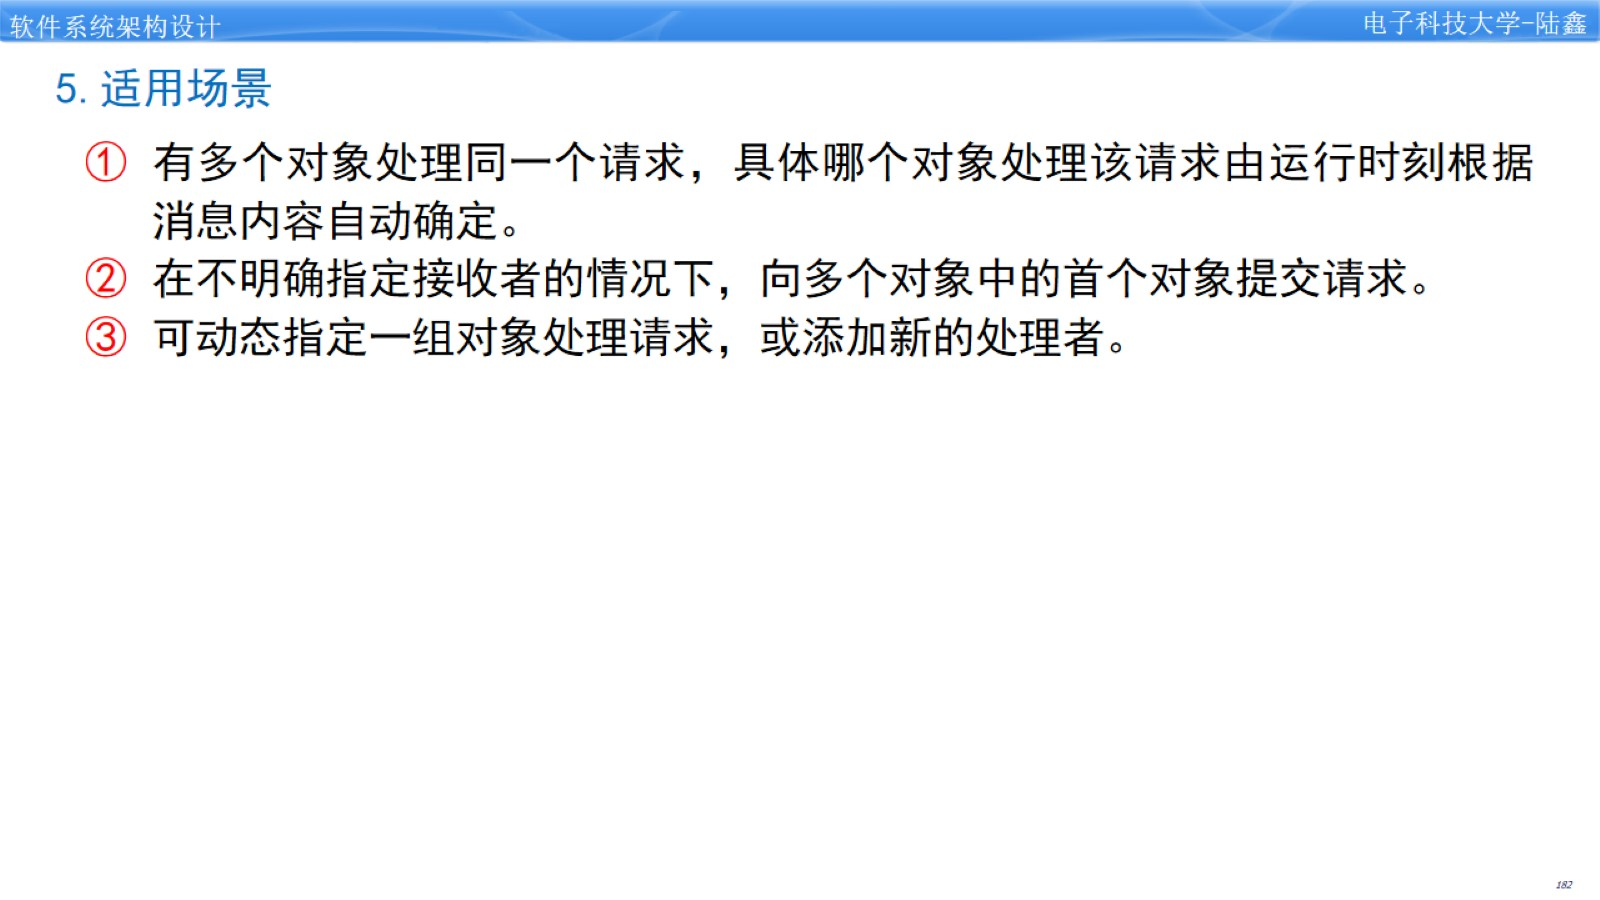 软件系统架构设计
电子科技大学-陆鑫
5. 适用场景
① 有多个对象处理同一个请求，具体哪个对象处理该请求由运行时刻根据
消息内容自动确定。
② 在不明确指定接收者的情况下，向多个对象中的首个对象提交请求。
③ 可动态指定一组对象处理请求，或添加新的处理者。
182